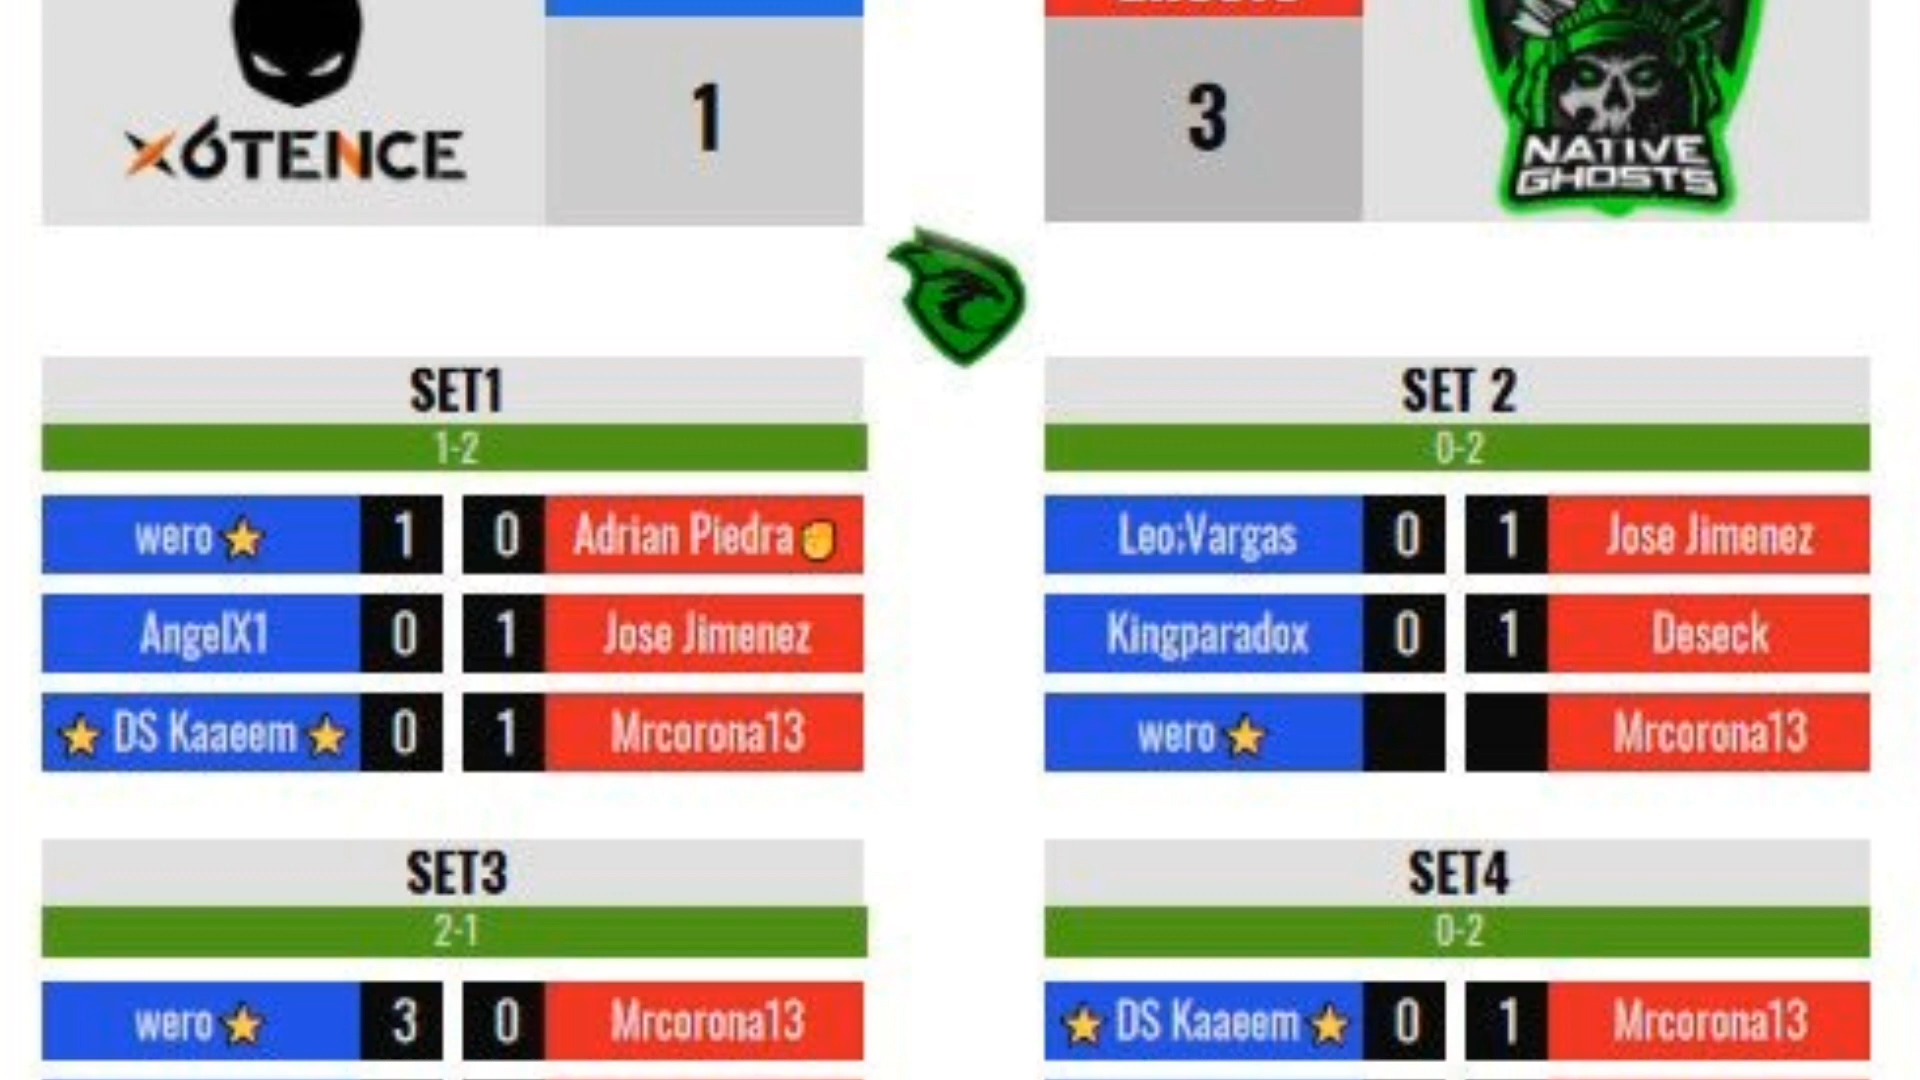 X6TENCE
1
3
NATIVE
GHOSTS
SET1
1-2
wero⭐ 1 0 Adrian Piedra✊
AngelX1 0 1 Jose Jimenez
⭐ DS Kaaeem ⭐ 0 1 Mrcorona13
SET 2
0-2
Leo;Vargas 0 1 Jose Jimenez
Kingparadox 0 1 Deseck
wero⭐ Mrcorona13
SET3
2-1
wero⭐ 3 0 Mrcorona13
SET4
0-2
⭐ DS Kaaeem ⭐ 0 1 Mrcorona13